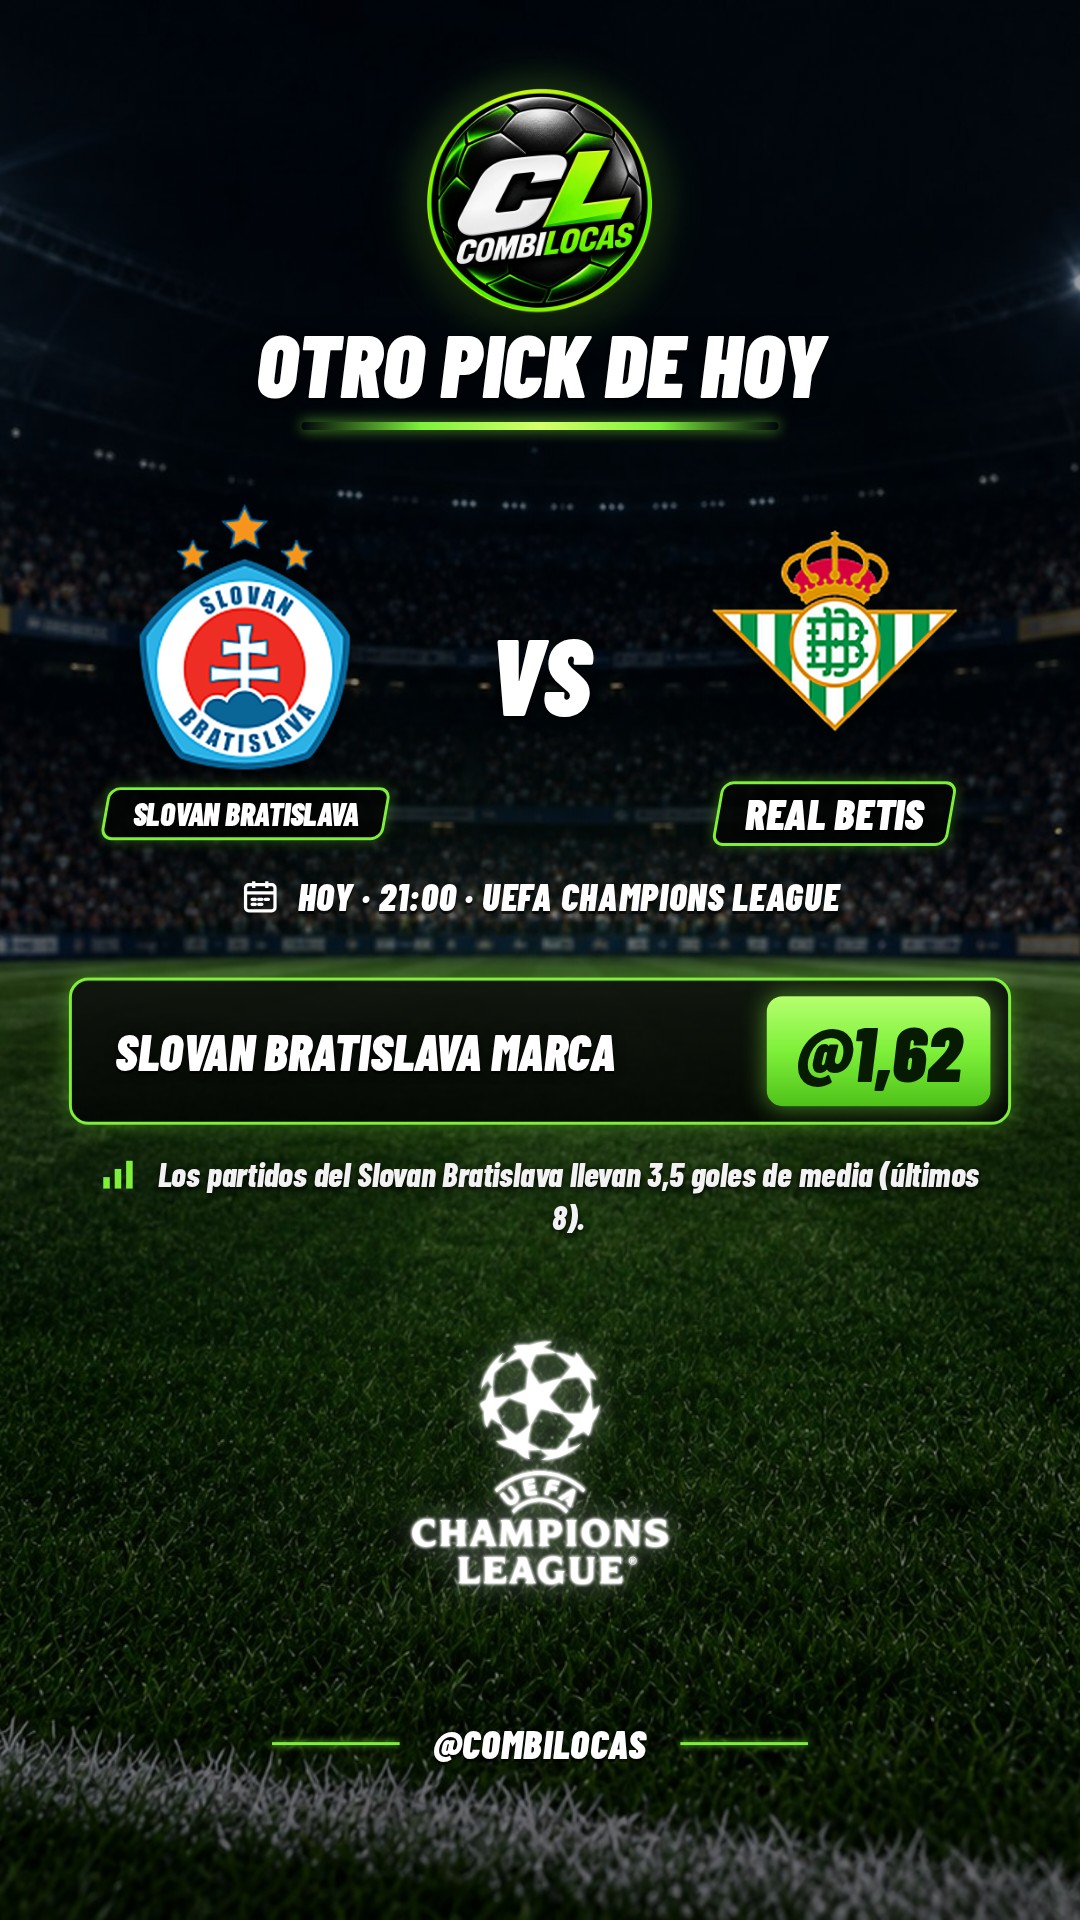 CL
COMBILOCAS
OTRO PICK DE HOY
SLOVAN
BRATISLAVA
VS
SLOVAN BRATISLAVA
REAL BETIS
HOY · 21:00 · UEFA CHAMPIONS LEAGUE
SLOVAN BRATISLAVA MARCA
@1,62
Los partidos del Slovan Bratislava llevan 3,5 goles de media (últimos
8).
UEFA
CHAMPIONS
LEAGUE®
@COMBILOCAS